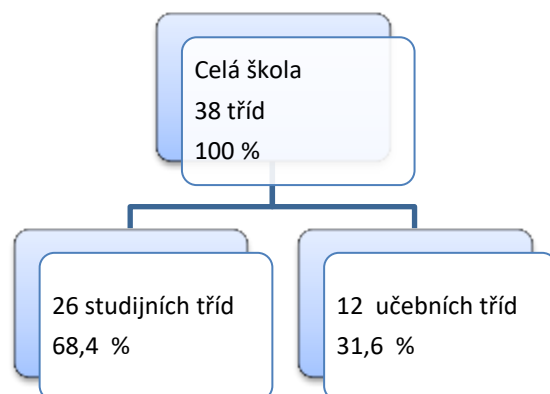 Celá škola
38 tříd
100 %
26 studijních tříd
68,4 %
12 učebních tříd
31,6 %